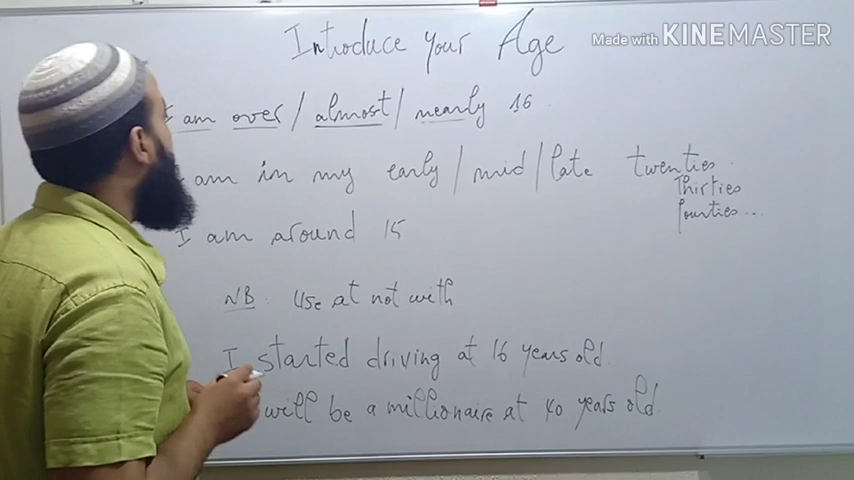 Introduce your Age
Made with KINEMASTER
I am over / almost / nearly 16
am in my early / mid / late twenties.
Thirties
fourties...
I am around 15
NB: Use at not with
I started driving at 16 years old.
will be a millionaire at 40 years old.